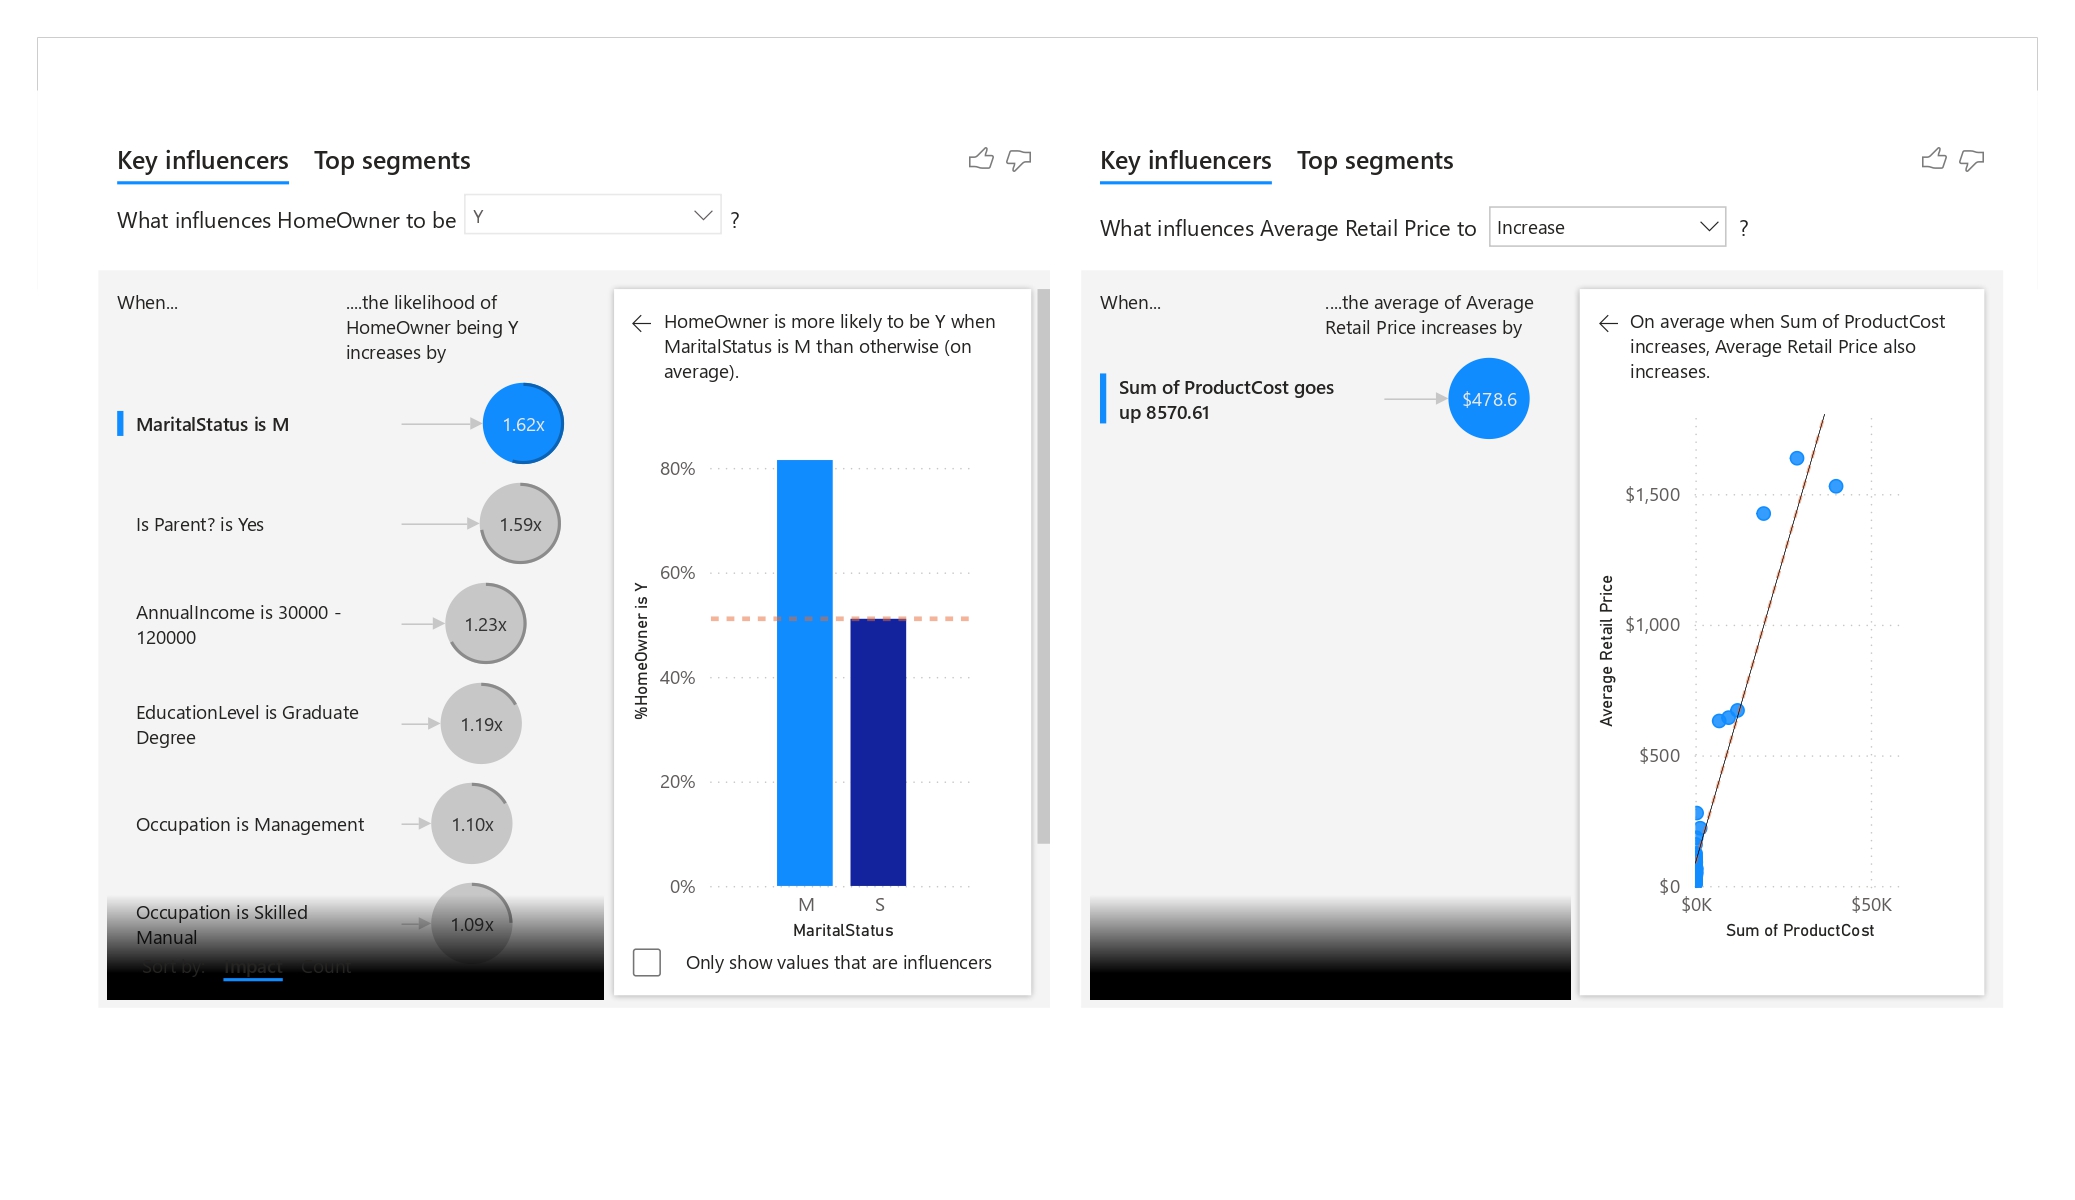 Key influencers Top segments
What influences HomeOwner to be Y ?
When...
....the likelihood of
HomeOwner being Y
increases by
MaritalStatus is M
1.62x
Is Parent? is Yes
1.59x
AnnualIncome is 30000 -
120000
1.23x
EducationLevel is Graduate
Degree
1.19x
Occupation is Management
1.10x
Occupation is Skilled
Manual
1.09x
Sort by: Impact Count
HomeOwner is more likely to be Y when
MaritalStatus is M than otherwise (on
average).
%HomeOwner is Y
80%
60%
40%
20%
0%
M S
MaritalStatus
Only show values that are influencers
Key influencers Top segments
What influences Average Retail Price to Increase ?
When...
....the average of Average
Retail Price increases by
Sum of ProductCost goes
up 8570.61
$478.6
On average when Sum of ProductCost
increases, Average Retail Price also
increases.
Average Retail Price
$1,500
$1,000
$500
$0
$0K $50K
Sum of ProductCost